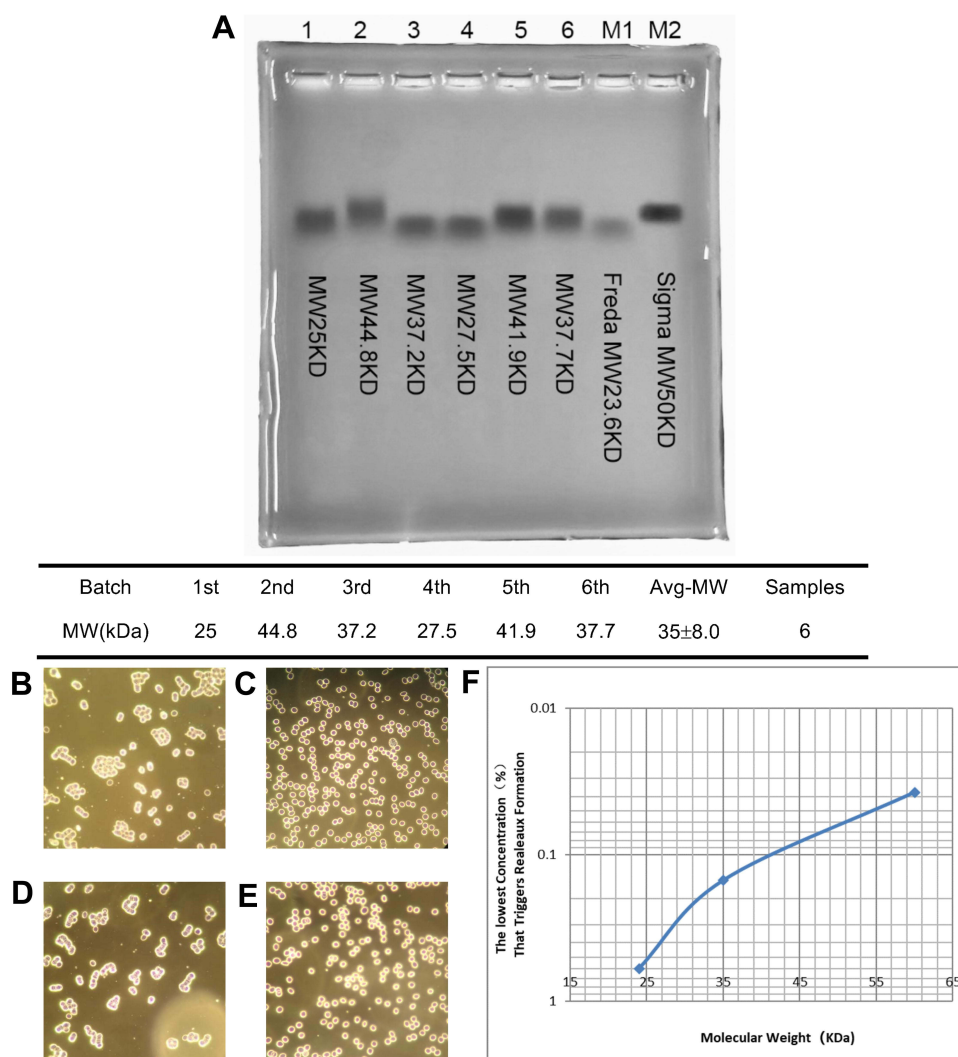 A
1 2 3 4 5 6 M1 M2
MW25KD
MW44.8KD
MW37.2KD
MW27.5KD
MW41.9KD
MW37.7KD
Freda MW23.6KD
Sigma MW50KD
Batch 1st 2nd 3rd 4th 5th 6th Avg-MW Samples
MW(kDa) 25 44.8 37.2 27.5 41.9 37.7 35±8.0 6
B
C
D
E
F
The lowest Concentration（%）
That Triggers Realeaux Formation
0.01
0.1
1
15 25 35 45 55 65
Molecular Weight（KDa）